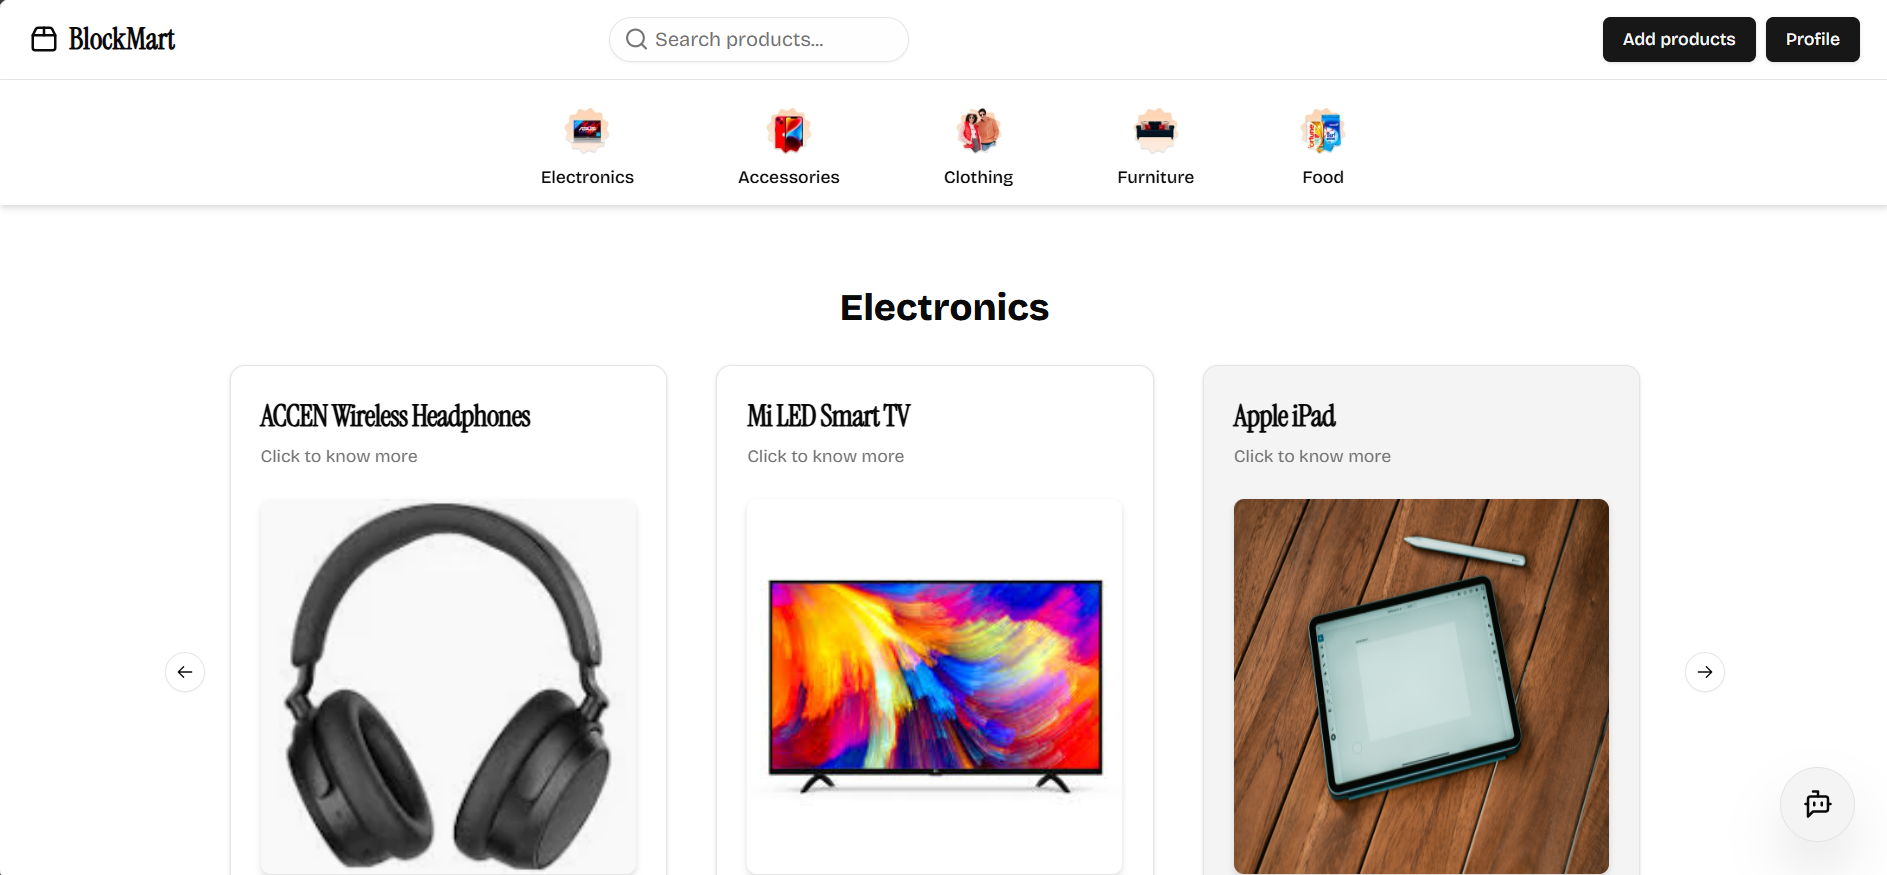 BlockMart
Search products...
Add products
Profile
Electronics
Accessories
Clothing
Furniture
Food
Electronics
ACCEN Wireless Headphones
Click to know more
Mi LED Smart TV
Click to know more
Apple iPad
Click to know more